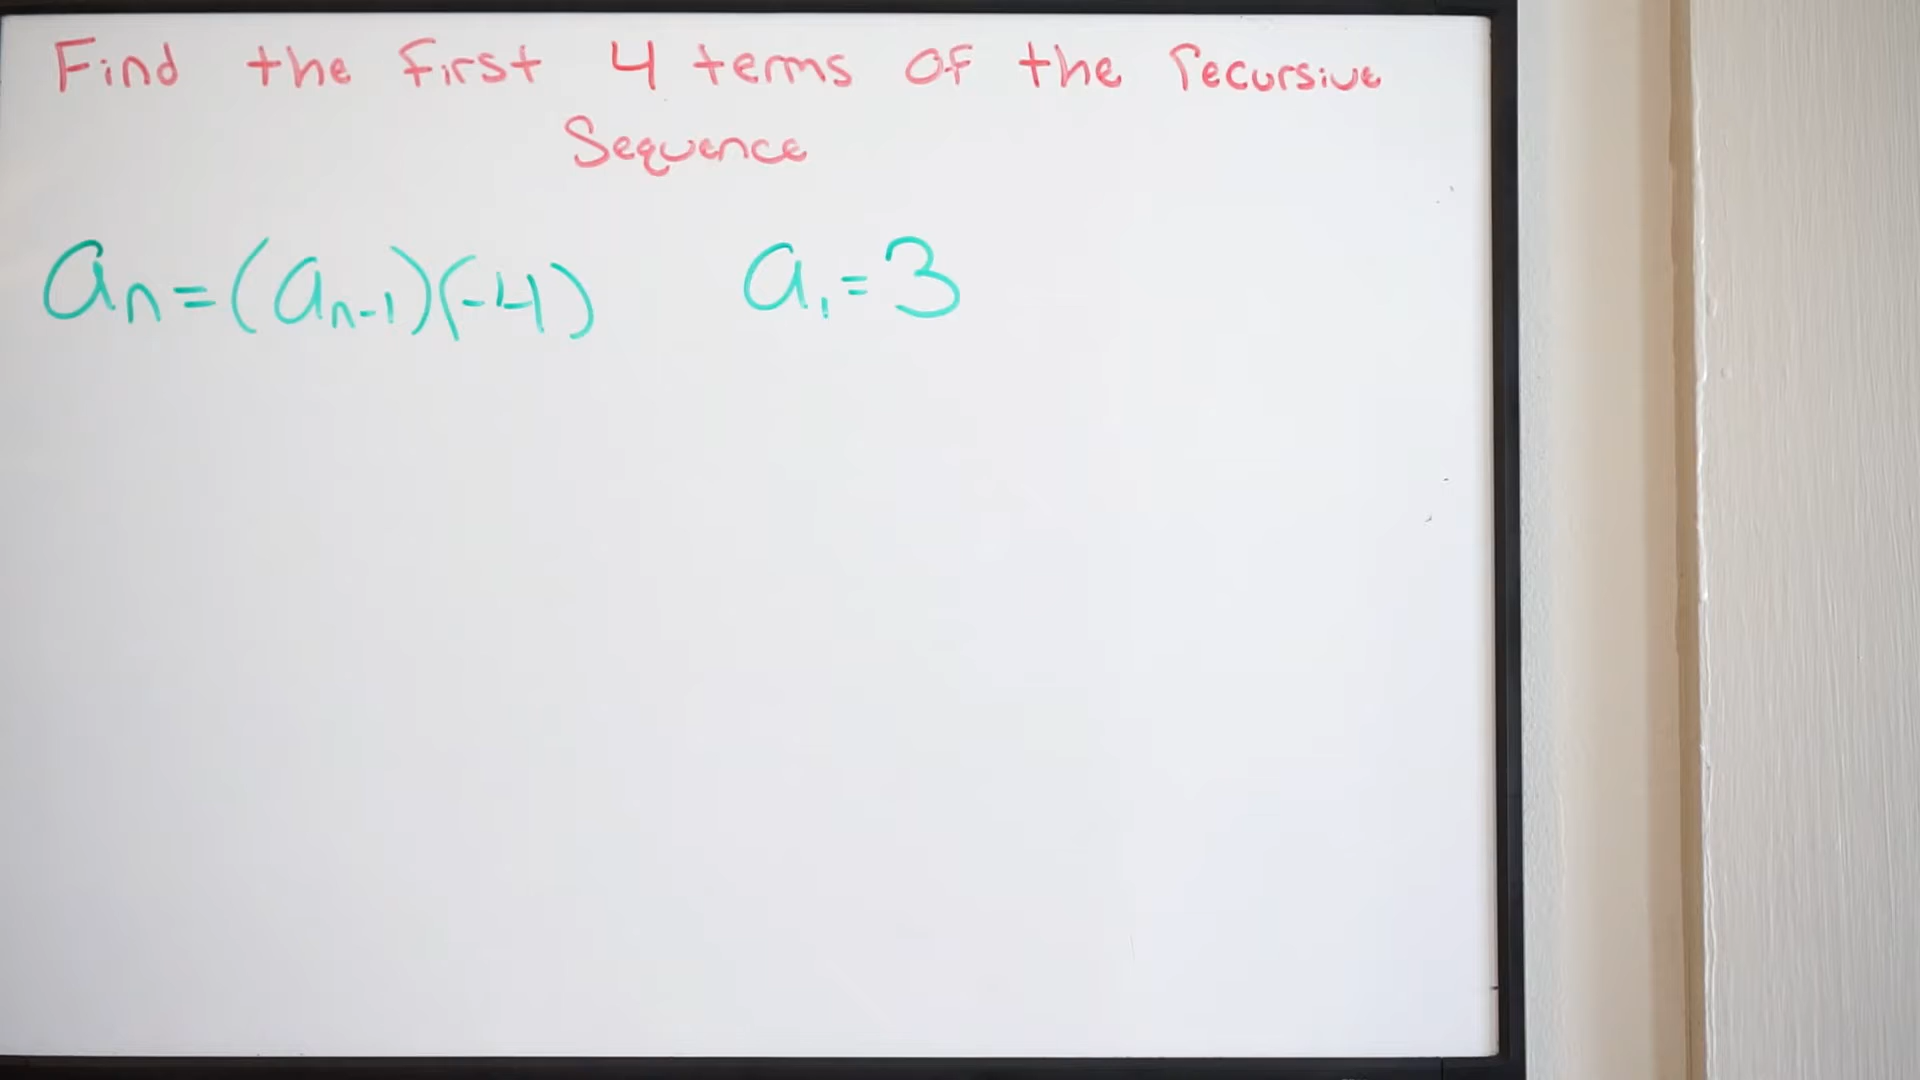 Find the first 4 terms of the recursive
Sequence
aₙ=(aₙ₋₁)(-4) a₁=3